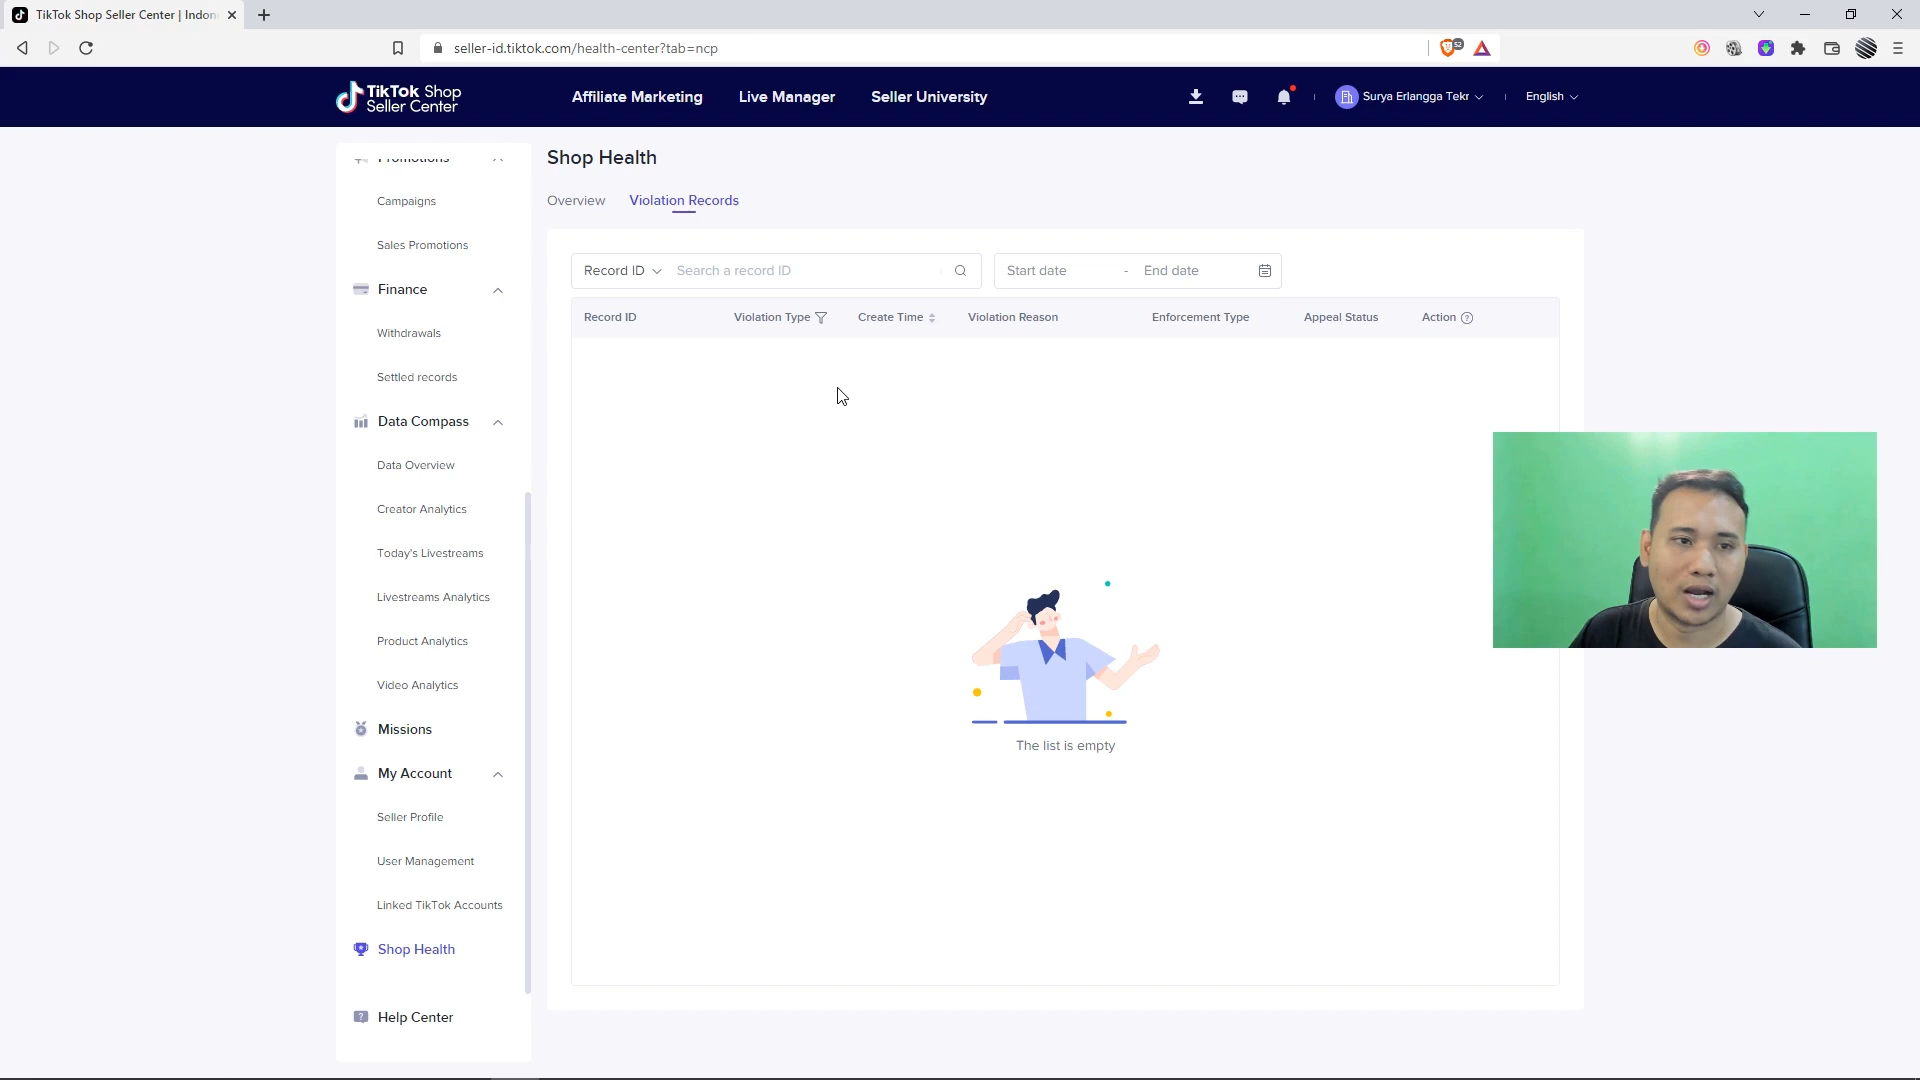 TikTok Shop Seller Center | Indon
seller-id.tiktok.com/health-center?tab=ncp
52
TikTok Shop
Seller Center
Affiliate Marketing
Live Manager
Seller University
Surya Erlangga Tekr
English
Promotions
Campaigns
Sales Promotions
Finance
Withdrawals
Settled records
Data Compass
Data Overview
Creator Analytics
Today's Livestreams
Livestreams Analytics
Product Analytics
Video Analytics
Missions
My Account
Seller Profile
User Management
Linked TikTok Accounts
Shop Health
Help Center
Shop Health
Overview Violation Records
Record ID Search a record ID Start date - End date
Record ID Violation Type Create Time Violation Reason Enforcement Type Appeal Status Action
The list is empty